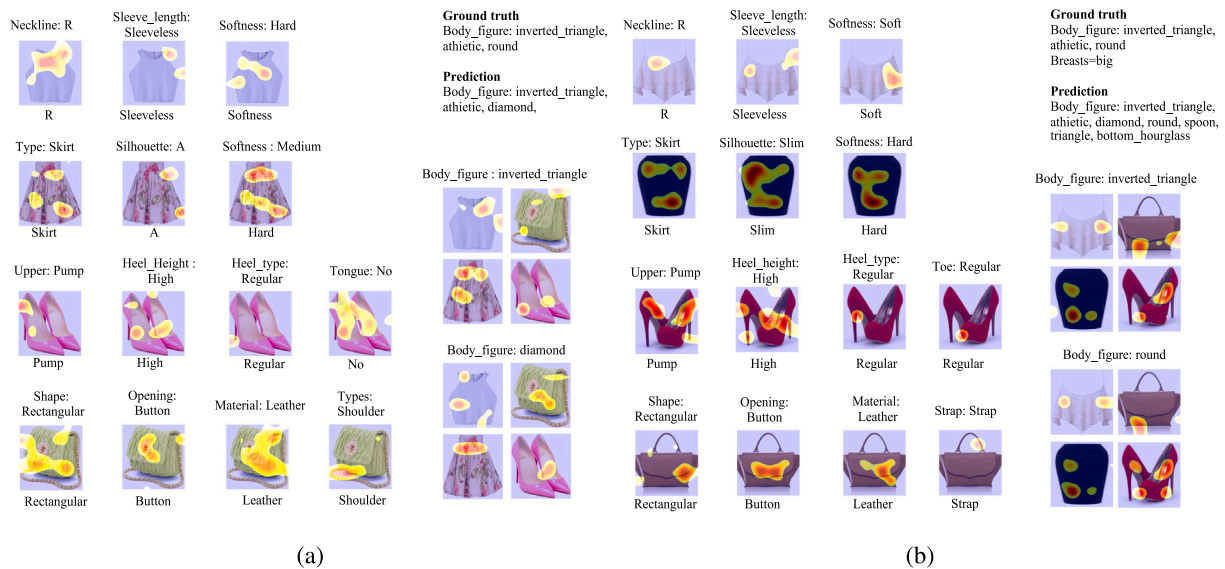 Neckline: R
Sleeve_length:
Sleeveless
Softness: Hard
R
Sleeveless
Softness
Type: Skirt
Silhouette: A
Softness : Medium
Skirt
A
Hard
Upper: Pump
Heel_Height :
High
Heel_type:
Regular
Tongue: No
Pump
High
Regular
No
Shape:
Rectangular
Opening:
Button
Material: Leather
Types:
Shoulder
Rectangular
Button
Leather
Shoulder
Ground truth
Body_figure: inverted_triangle,
athietic, round
Prediction
Body_figure: inverted_triangle,
athietic, diamond,
Body_figure : inverted_triangle
Body_figure: diamond
(a)
Neckline: R
Sleeve_length:
Sleeveless
Softness: Soft
R
Sleeveless
Soft
Type: Skirt
Silhouette: Slim
Softness: Hard
Skirt
Slim
Hard
Upper: Pump
Heel_height:
High
Heel_type:
Regular
Toe: Regular
Pump
High
Regular
Regular
Shape:
Rectangular
Opening:
Button
Material:
Leather
Strap: Strap
Rectangular
Button
Leather
Strap
Ground truth
Body_figure: inverted_triangle,
athietic, round
Breasts=big
Prediction
Body_figure: inverted_triangle,
athietic, diamond, round, spoon,
triangle, bottom_hourglass
Body_figure: inverted_triangle
Body_figure: round
(b)